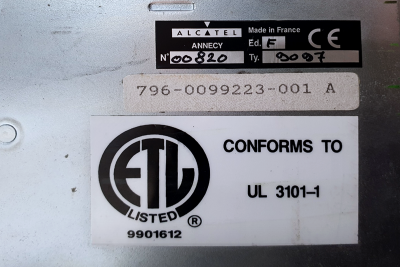 ALCATEL Made in France
ANNECY Ed. F CE
N° 00820 Ty. 0097
796-0099223-001 A
ETL CONFORMS TO
LISTED ® UL 3101-1
9901612